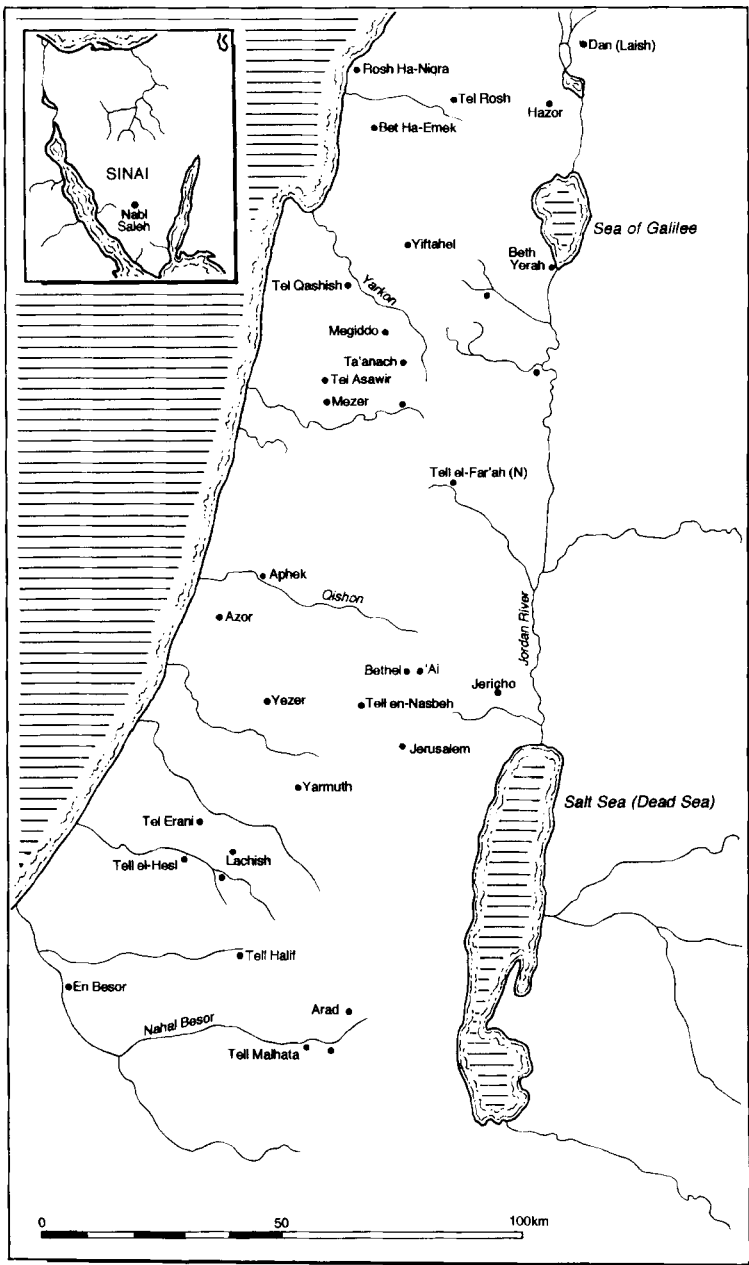 Dan (Laish)
Rosh Ha-Niqra
Tel Rosh
Hazor
Bet Ha-Emek
SINAI
Nabi
Saleh
Sea of Galilee
Yiftahel
Beth
Yerah
Tel Qashish
Yarkon
Megiddo
Ta'anach
Tel Asawir
Mezer
Tell el-Far'ah (N)
Aphek
Qishon
Azor
Jordan River
Bethel
'Ai
Jericho
Yezer
Tell en-Nasbeh
Jerusalem
Yarmuth
Salt Sea (Dead Sea)
Tel Erani
Lachish
Tell el-Hesi
Tell Halif
En Besor
Arad
Nahal Besor
Tell Malhata
0 50 100km